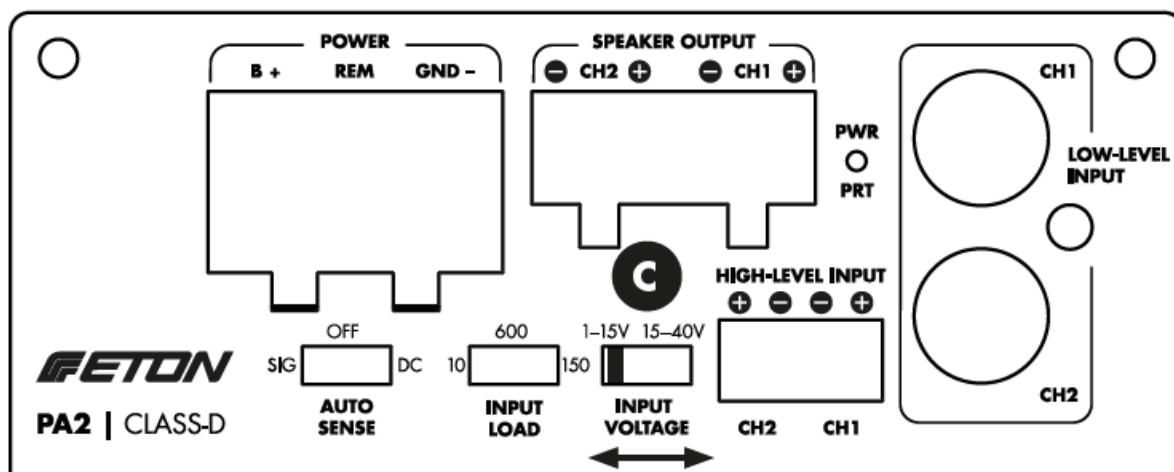 POWER
B + REM GND –
SPEAKER OUTPUT
– CH2 + – CH1 +
PWR
PRT
CH1
LOW-LEVEL
INPUT
CH2
C
HIGH-LEVEL INPUT
+ – – +
CH2 CH1
OFF
SIG DC
AUTO
SENSE
600
10 150
INPUT
LOAD
1–15V 15–40V
INPUT
VOLTAGE
ETON
PA2 | CLASS-D